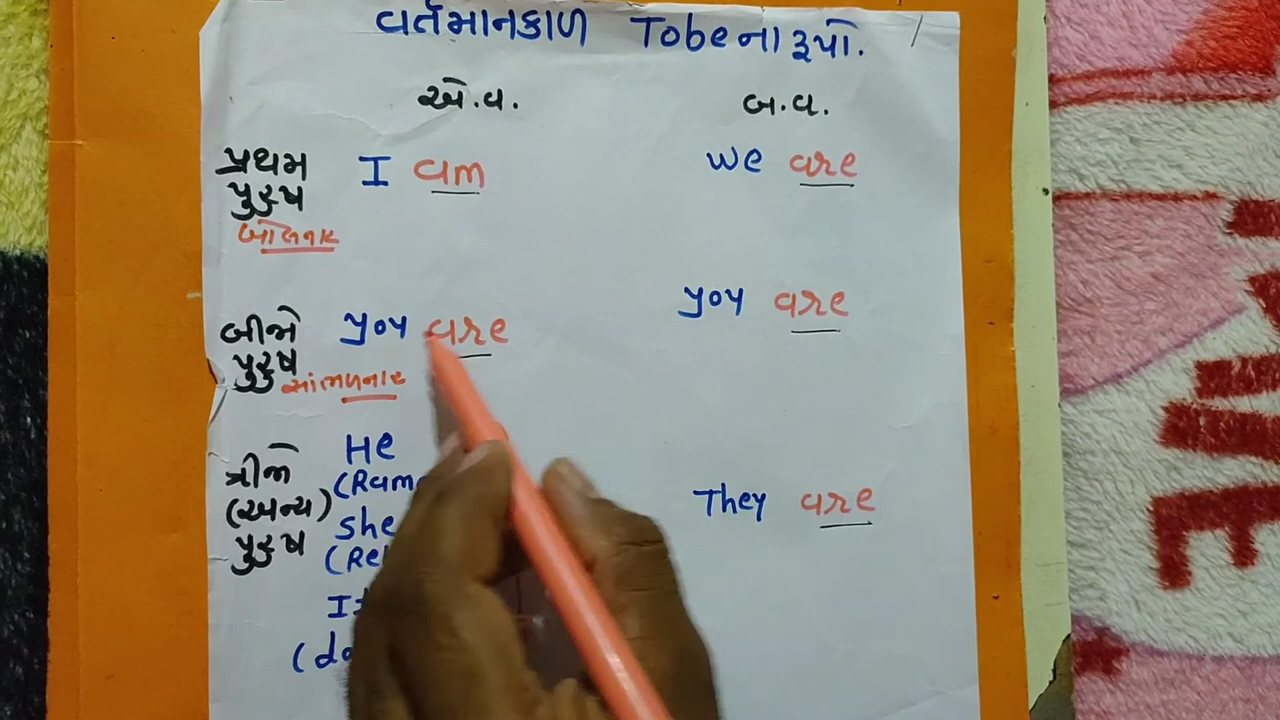 વર્તમાનકાળ Tobe ના રૂપો.
એ.વ. બ.વ.
પ્રથમ પુરુષ I am We are
બોલનાર
બીજો પુરુષ you are you are
સાંભળનાર
ત્રીજો (અન્ય) પુરુષ He
(Ram
She
They are